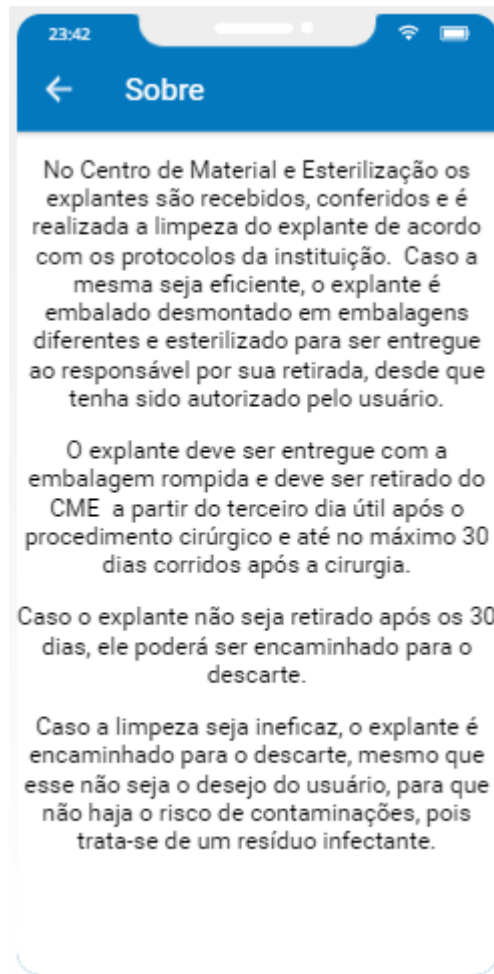 23:42
Sobre
No Centro de Material e Esterilização os
explantes são recebidos, conferidos e é
realizada a limpeza do explante de acordo
com os protocolos da instituição.  Caso a
mesma seja eficiente, o explante é
embalado desmontado em embalagens
diferentes e esterilizado para ser entregue
ao responsável por sua retirada, desde que
tenha sido autorizado pelo usuário.
O explante deve ser entregue com a
embalagem rompida e deve ser retirado do
CME  a partir do terceiro dia útil após o
procedimento cirúrgico e até no máximo 30
dias corridos após a cirurgia.
Caso o explante não seja retirado após os 30
dias, ele poderá ser encaminhado para o
descarte.
Caso a limpeza seja ineficaz, o explante é
encaminhado para o descarte, mesmo que
esse não seja o desejo do usuário, para que
não haja o risco de contaminações, pois
trata-se de um resíduo infectante.